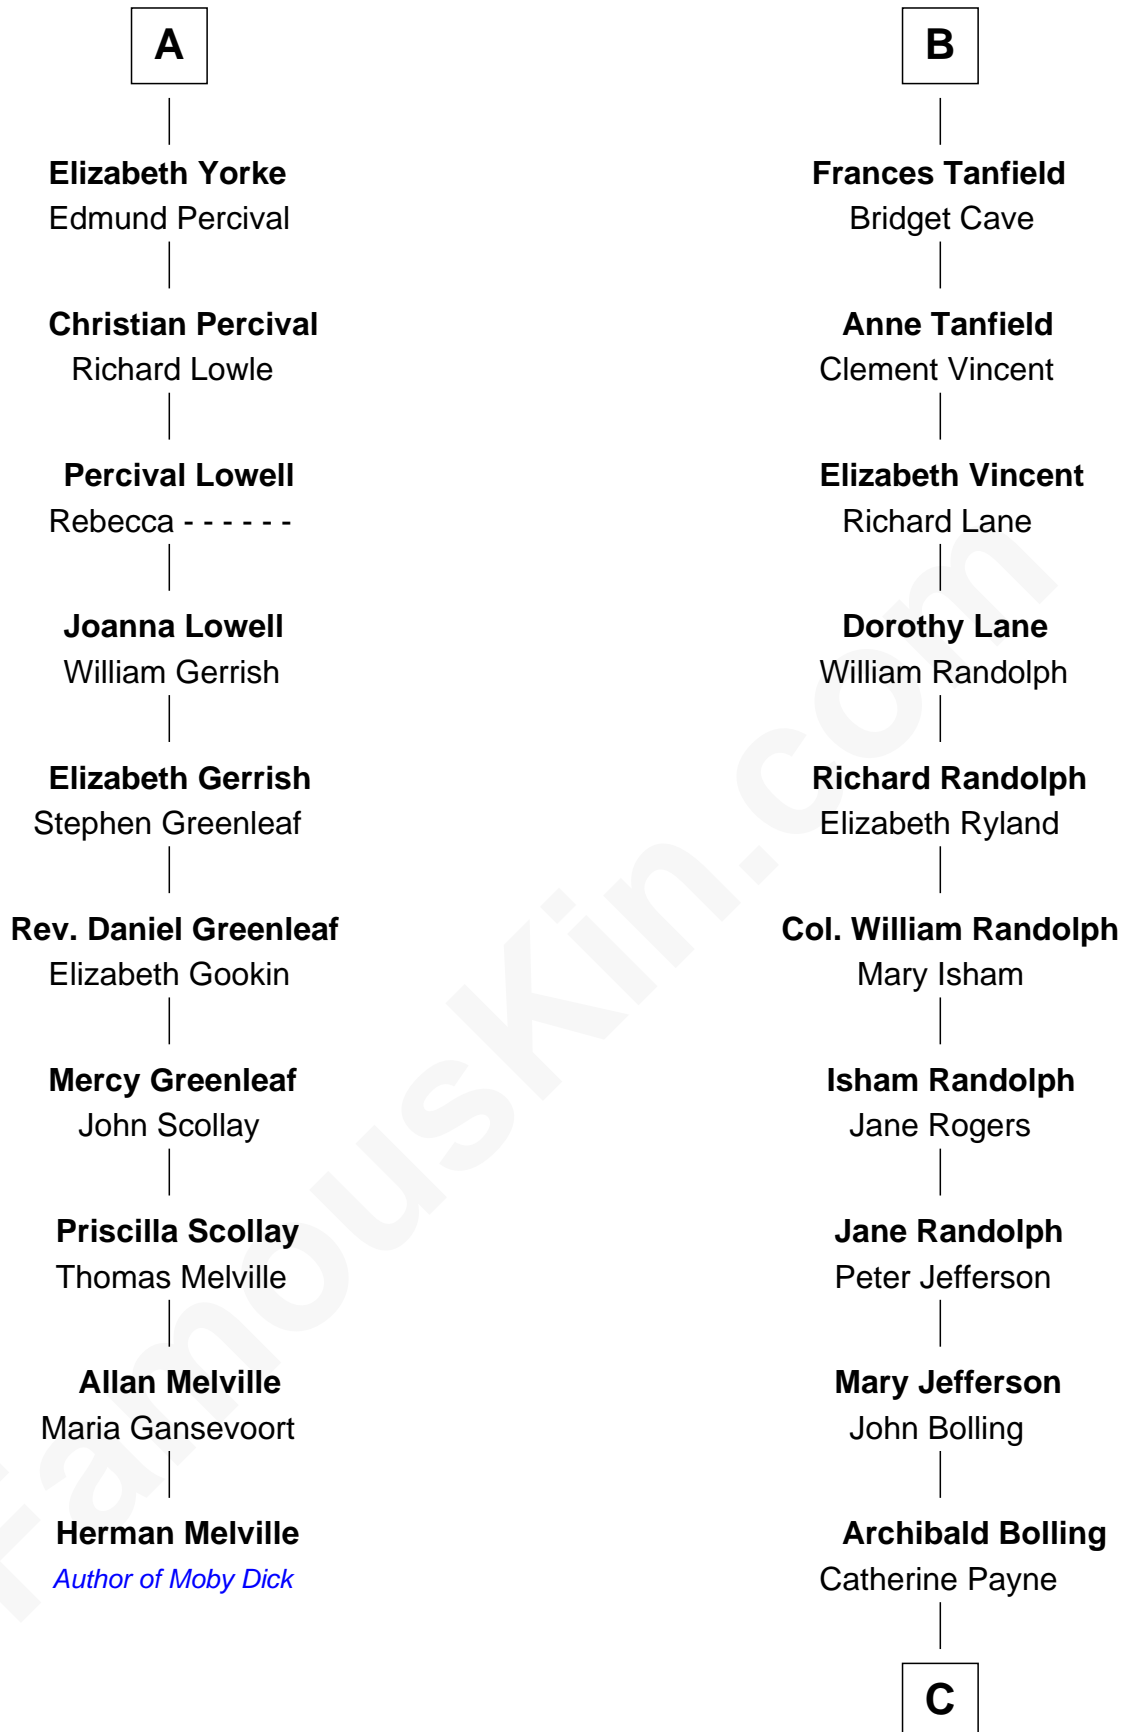 A
Elizabeth Yorke
Edmund Percival
Christian Percival
Richard Lowle
Percival Lowell
Rebecca - - - - - -
Joanna Lowell
William Gerrish
Elizabeth Gerrish
Stephen Greenleaf
Rev. Daniel Greenleaf
Elizabeth Gookin
Mercy Greenleaf
John Scollay
Priscilla Scollay
Thomas Melville
Allan Melville
Maria Gansevoort
Herman Melville
Author of Moby Dick
B
Frances Tanfield
Bridget Cave
Anne Tanfield
Clement Vincent
Elizabeth Vincent
Richard Lane
Dorothy Lane
William Randolph
Richard Randolph
Elizabeth Ryland
Col. William Randolph
Mary Isham
Isham Randolph
Jane Rogers
Jane Randolph
Peter Jefferson
Mary Jefferson
John Bolling
Archibald Bolling
Catherine Payne
C
FamousKin.com